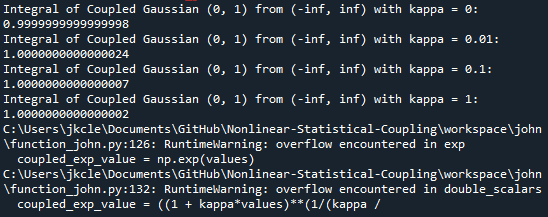 Integral of Coupled Gaussian (0, 1) from (-inf, inf) with kappa = 0:
0.9999999999999998
Integral of Coupled Gaussian (0, 1) from (-inf, inf) with kappa = 0.01:
1.0000000000000024
Integral of Coupled Gaussian (0, 1) from (-inf, inf) with kappa = 0.1:
1.0000000000000007
Integral of Coupled Gaussian (0, 1) from (-inf, inf) with kappa = 1:
1.0000000000000002
C:\Users\jkcle\Documents\GitHub\Nonlinear-Statistical-Coupling\workspace\john
\function_john.py:126: RuntimeWarning: overflow encountered in exp
coupled_exp_value = np.exp(values)
C:\Users\jkcle\Documents\GitHub\Nonlinear-Statistical-Coupling\workspace\john
\function_john.py:132: RuntimeWarning: overflow encountered in double_scalars
coupled_exp_value = ((1 + kappa*values)**(1/(kappa /